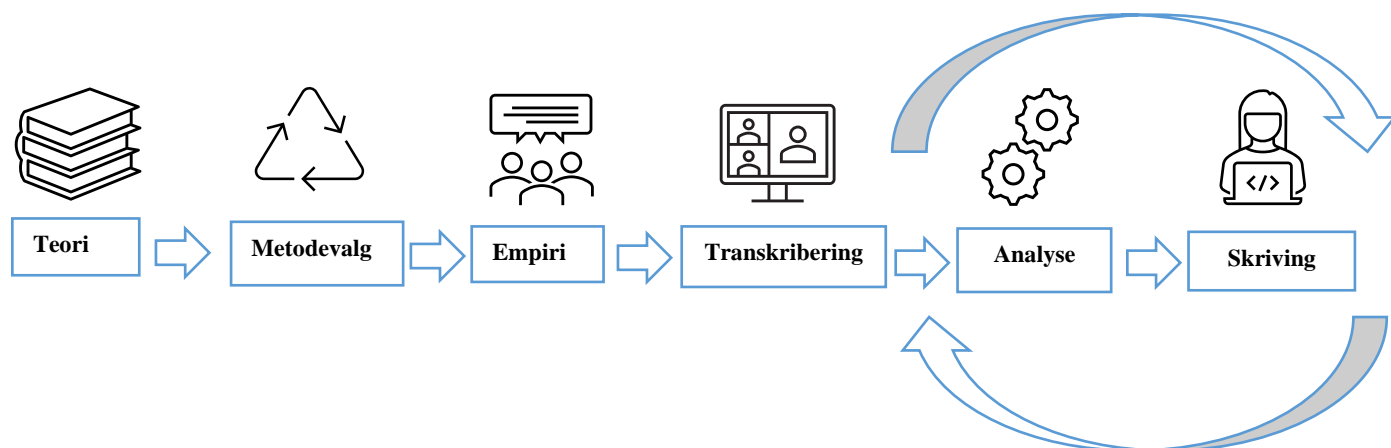 Teori
Metodevalg
Empiri
Transkribering
Analyse
Skriving
</>